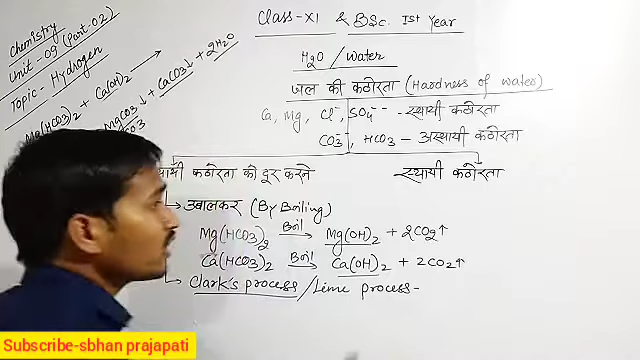 Chemistry
Unit - 09 (Part-02)
Topic - Hydrogen
Mg(HCO3)2 + Ca(OH)2 →
MgCO3↓ + CaCO3↓ + 2H2O
Class-XI & BSc. Ist Year
H2O / Water
जल की कठोरता (Hardness of water)
Ca, Mg, Cl⁻, SO4⁻⁻ - स्थायी कठोरता
CO3⁻, HCO3 - अस्थायी कठोरता
स्थायी कठोरता को दूर करने
स्थायी कठोरता
उबालकर (By Boiling)
Mg(HCO3)2 Boil → Mg(OH)2 + 2CO2↑
Ca(HCO3)2 Boil → Ca(OH)2 + 2CO2↑
Clark's process/Lime process-
Subscribe-sbhan prajapati